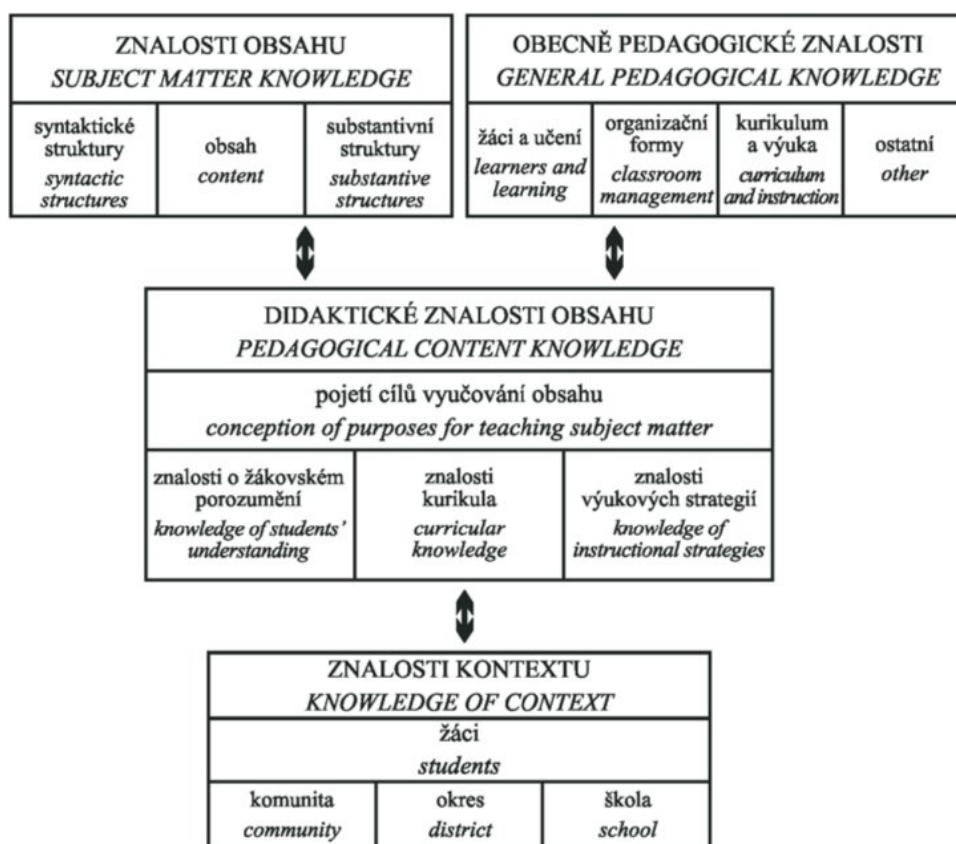 ZNALOSTI OBSAHU
SUBJECT MATTER KNOWLEDGE
syntaktické
struktury
syntactic
structures
obsah
content
substantivní
struktury
substantive
structures
OBECNĚ PEDAGOGICKÉ ZNALOSTI
GENERAL PEDAGOGICAL KNOWLEDGE
žáci a učení
learners and
learning
organizační
formy
classroom
management
kurikulum
a výuka
curriculum
and instruction
ostatní
other
DIDAKTICKÉ ZNALOSTI OBSAHU
PEDAGOGICAL CONTENT KNOWLEDGE
pojetí cílů vyučování obsahu
conception of purposes for teaching subject matter
znalosti o žákovském
porozumění
knowledge of students'
understanding
znalosti
kurikula
curricular
knowledge
znalosti
výukových strategií
knowledge of
instructional strategies
ZNALOSTI KONTEXTU
KNOWLEDGE OF CONTEXT
žáci
students
komunita
community
okres
district
škola
school